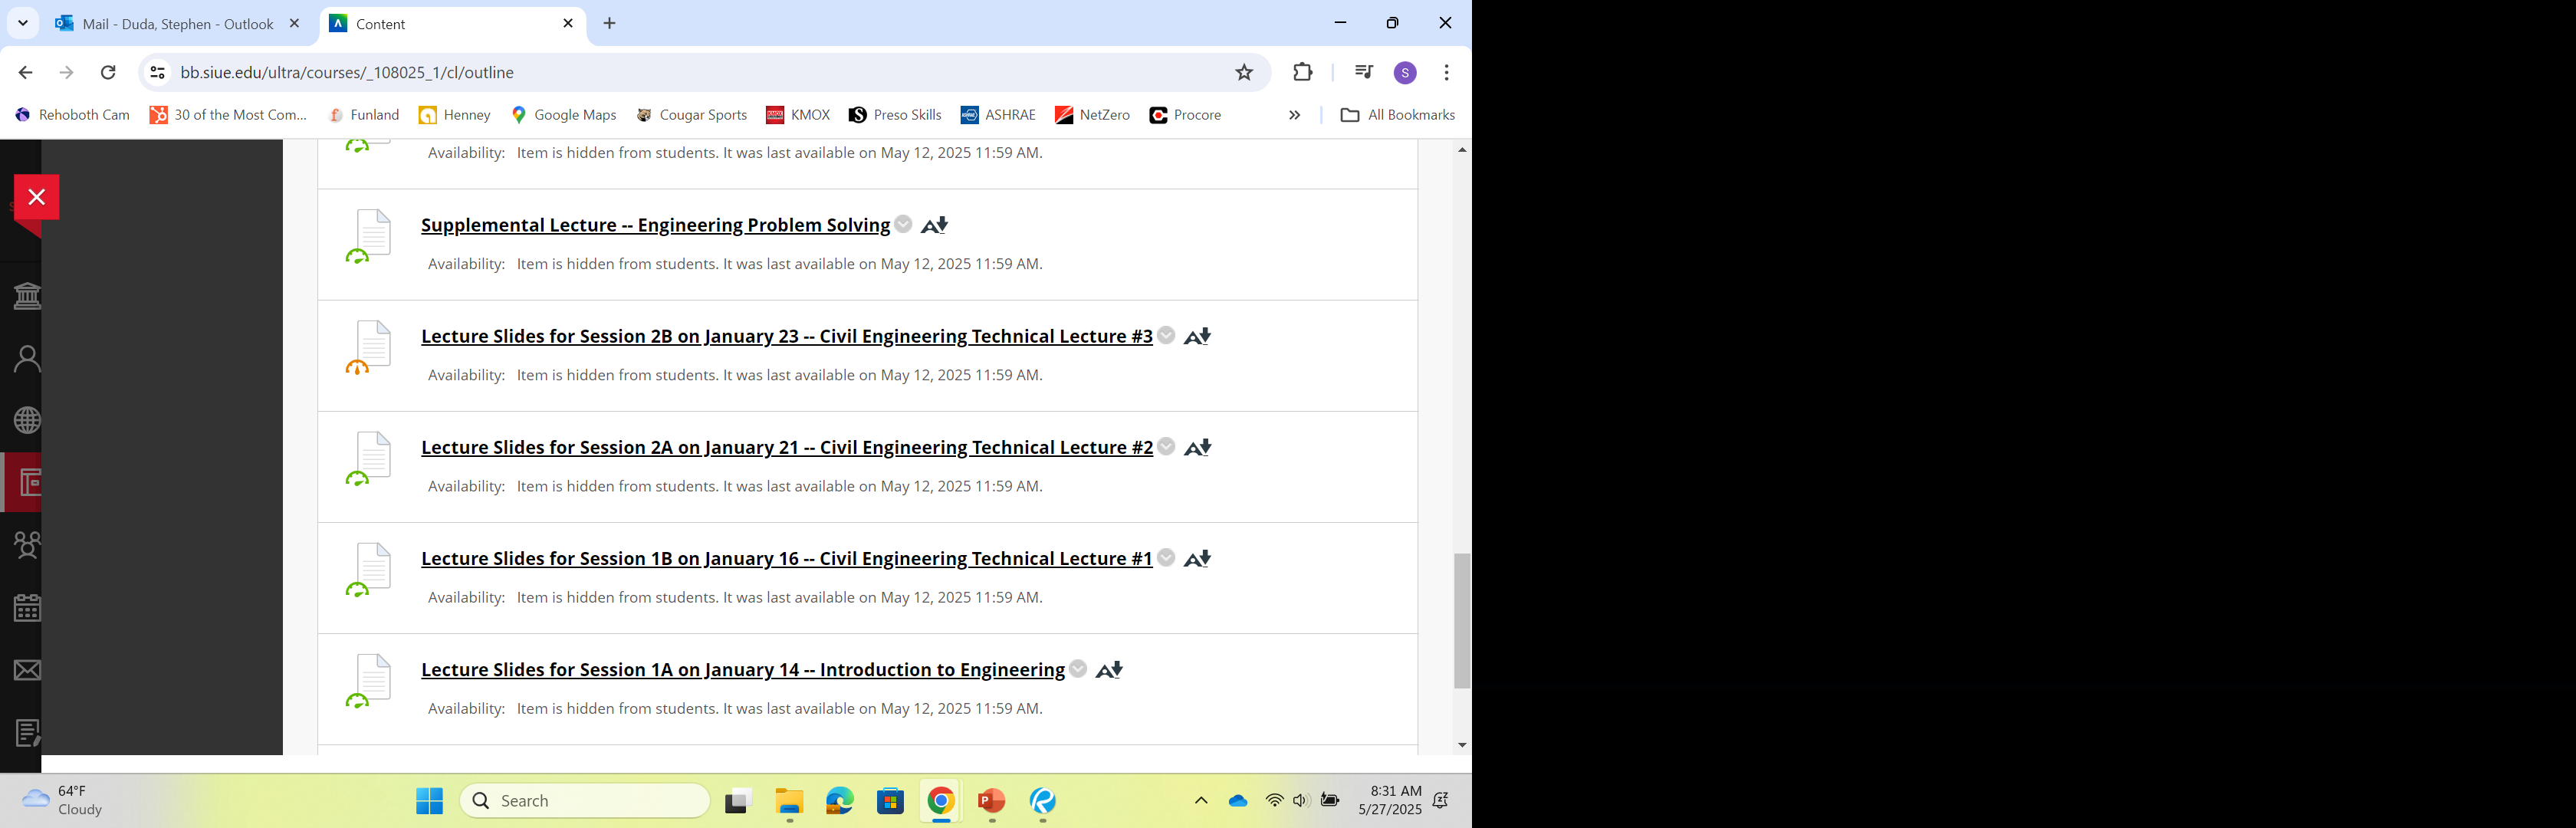 Mail - Duda, Stephen - Outlook
Content
bb.siue.edu/ultra/courses/_108025_1/cl/outline
S
Rehoboth Cam
30 of the Most Com...
Funland
Henney
Google Maps
Cougar Sports
KMOX
Preso Skills
ASHRAE
NetZero
Procore
All Bookmarks
Availability: Item is hidden from students. It was last available on May 12, 2025 11:59 AM.
Supplemental Lecture -- Engineering Problem Solving
Availability: Item is hidden from students. It was last available on May 12, 2025 11:59 AM.
Lecture Slides for Session 2B on January 23 -- Civil Engineering Technical Lecture #3
Availability: Item is hidden from students. It was last available on May 12, 2025 11:59 AM.
Lecture Slides for Session 2A on January 21 -- Civil Engineering Technical Lecture #2
Availability: Item is hidden from students. It was last available on May 12, 2025 11:59 AM.
Lecture Slides for Session 1B on January 16 -- Civil Engineering Technical Lecture #1
Availability: Item is hidden from students. It was last available on May 12, 2025 11:59 AM.
Lecture Slides for Session 1A on January 14 -- Introduction to Engineering
Availability: Item is hidden from students. It was last available on May 12, 2025 11:59 AM.
64°F
Cloudy
Search
8:31 AM
5/27/2025